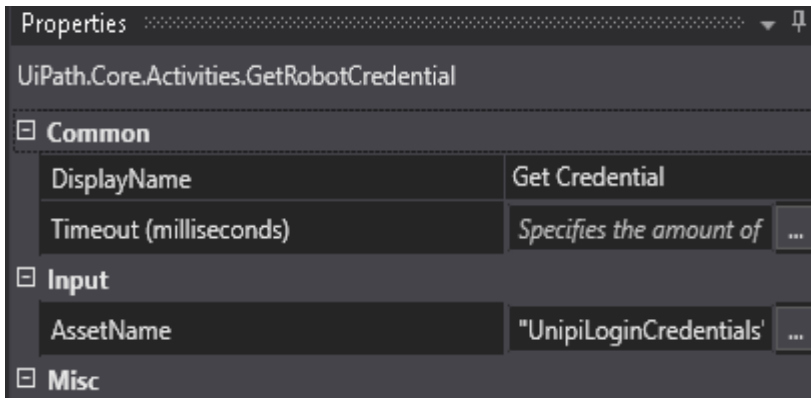 Properties
UiPath.Core.Activities.GetRobotCredential
Common
DisplayName Get Credential
Timeout (milliseconds) Specifies the amount of ...
Input
AssetName "UnipiLoginCredentials" ...
Misc